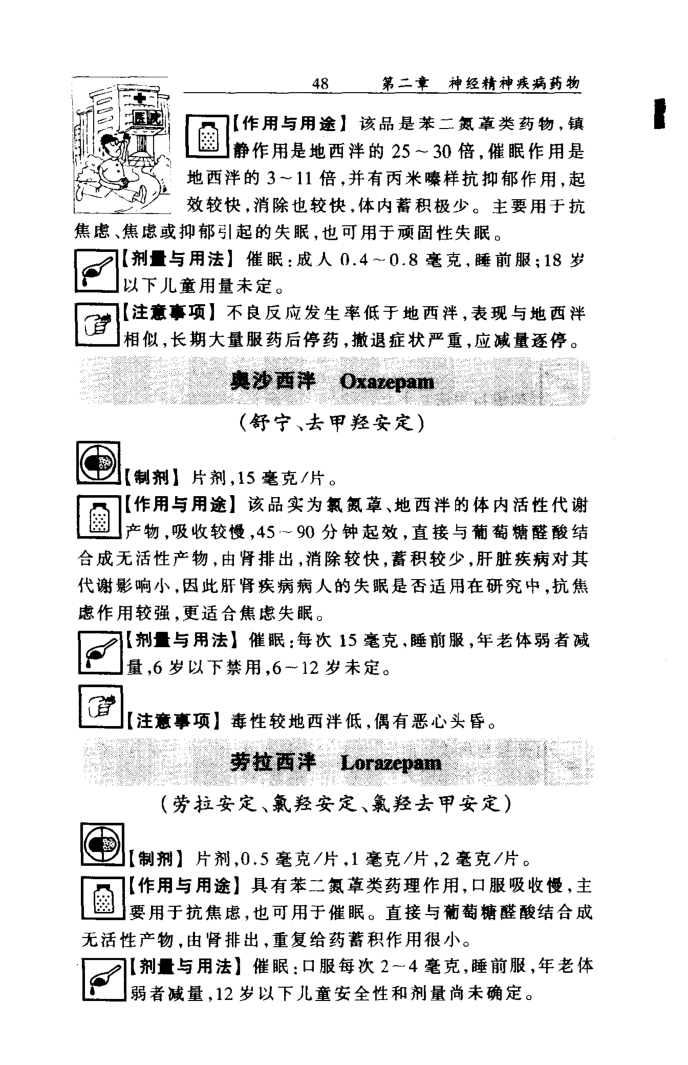 48 第二章 神经精神疾病药物
医院
【作用与用途】 该品是苯二氮䓬类药物,镇
静作用是地西泮的 25～30 倍,催眠作用是
地西泮的 3～11 倍,并有丙米嗪样抗抑郁作用,起
效较快,消除也较快,体内蓄积极少。主要用于抗
焦虑、焦虑或抑郁引起的失眠,也可用于顽固性失眠。
【剂量与用法】 催眠:成人 0.4～0.8 毫克,睡前服;18 岁
以下儿童用量未定。
【注意事项】 不良反应发生率低于地西泮,表现与地西泮
相似,长期大量服药后停药,撤退症状严重,应减量逐停。
奥沙西泮 Oxazepam
(舒宁、去甲羟安定)
【制剂】 片剂,15 毫克/片。
【作用与用途】 该品实为氯氮䓬、地西泮的体内活性代谢
产物,吸收较慢,45～90 分钟起效,直接与葡萄糖醛酸结
合成无活性产物,由肾排出,消除较快,蓄积较少,肝脏疾病对其
代谢影响小,因此肝肾疾病病人的失眠是否适用在研究中,抗焦
虑作用较强,更适合焦虑失眠。
【剂量与用法】 催眠:每次 15 毫克,睡前服,年老体弱者减
量,6 岁以下禁用,6～12 岁未定。
【注意事项】 毒性较地西泮低,偶有恶心头昏。
劳拉西泮 Lorazepam
(劳拉安定、氯羟安定、氯羟去甲安定)
【制剂】 片剂,0.5 毫克/片,1 毫克/片,2 毫克/片。
【作用与用途】 具有苯二氮䓬类药理作用,口服吸收慢,主
要用于抗焦虑,也可用于催眠。直接与葡萄糖醛酸结合成
无活性产物,由肾排出,重复给药蓄积作用很小。
【剂量与用法】 催眠:口服每次 2～4 毫克,睡前服,年老体
弱者减量,12 岁以下儿童安全性和剂量尚未确定。